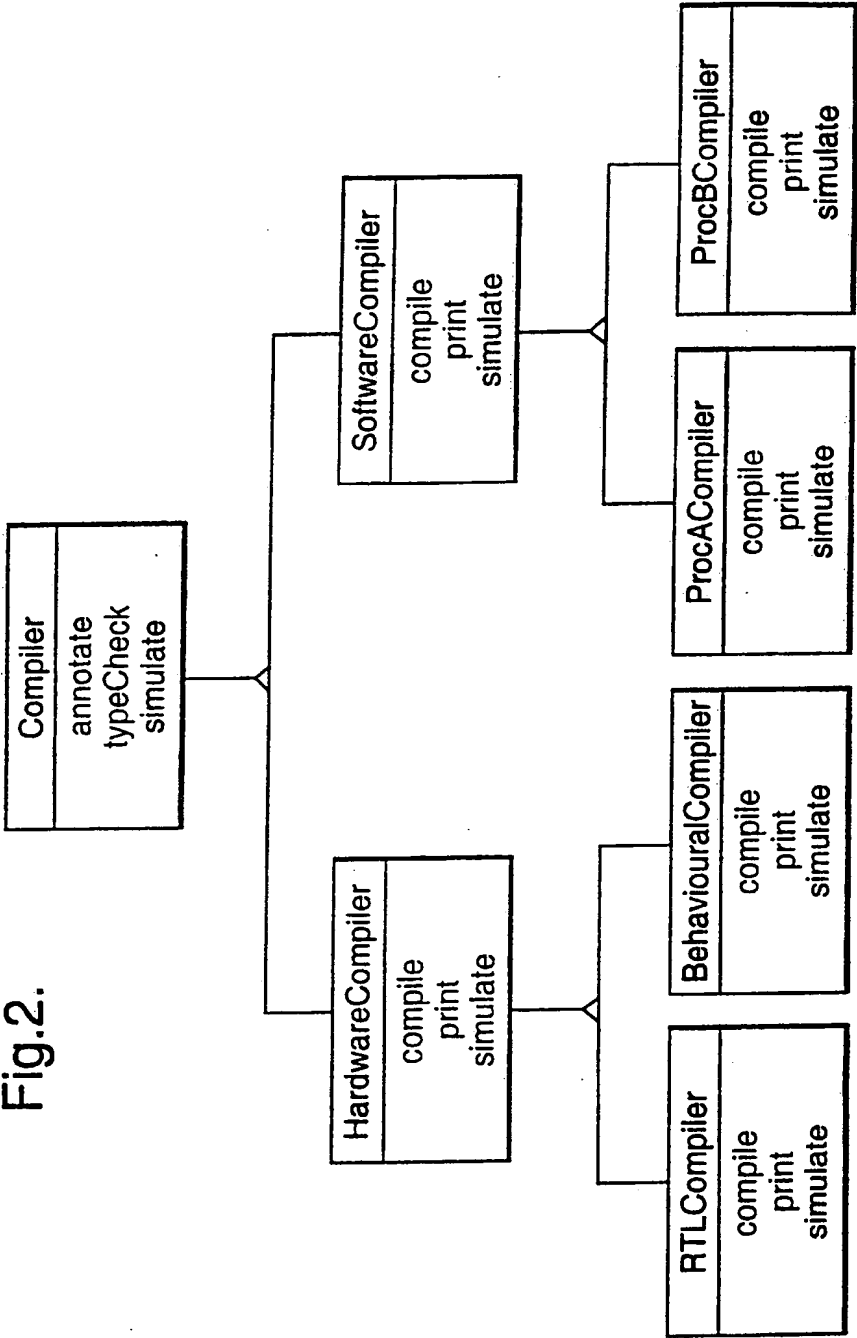 Fig.2.
Compiler
annotate
typeCheck
simulate
HardwareCompiler
compile
print
simulate
SoftwareCompiler
compile
print
simulate
RTLCompiler
compile
print
simulate
BehaviouralCompiler
compile
print
simulate
ProcACompiler
compile
print
simulate
ProcBCompiler
compile
print
simulate